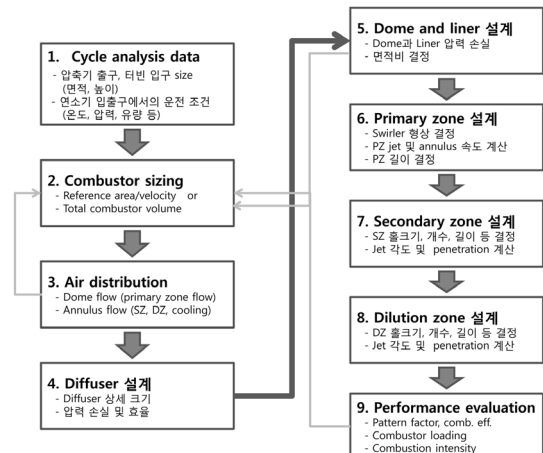 1. Cycle analysis data
- 압축기 출구, 터빈 입구 size
(면적, 높이)
- 연소기 입출구에서의 운전 조건
(온도, 압력, 유량 등)
2. Combustor sizing
- Reference area/velocity or
- Total combustor volume
3. Air distribution
- Dome flow (primary zone flow)
- Annulus flow (SZ, DZ, cooling)
4. Diffuser 설계
- Diffuser 상세 크기
- 압력 손실 및 효율
5. Dome and liner 설계
- Dome과 Liner 압력 손실
- 면적비 결정
6. Primary zone 설계
- Swirler 형상 결정
- PZ jet 및 annulus 속도 계산
- PZ 길이 결정
7. Secondary zone 설계
- SZ 홀크기, 개수, 길이 등 결정
- Jet 각도 및 penetration 계산
8. Dilution zone 설계
- DZ 홀크기, 개수, 길이 등 결정
- Jet 각도 및 penetration 계산
9. Performance evaluation
- Pattern factor, comb. eff.
- Combustor loading
- Combustion intensity